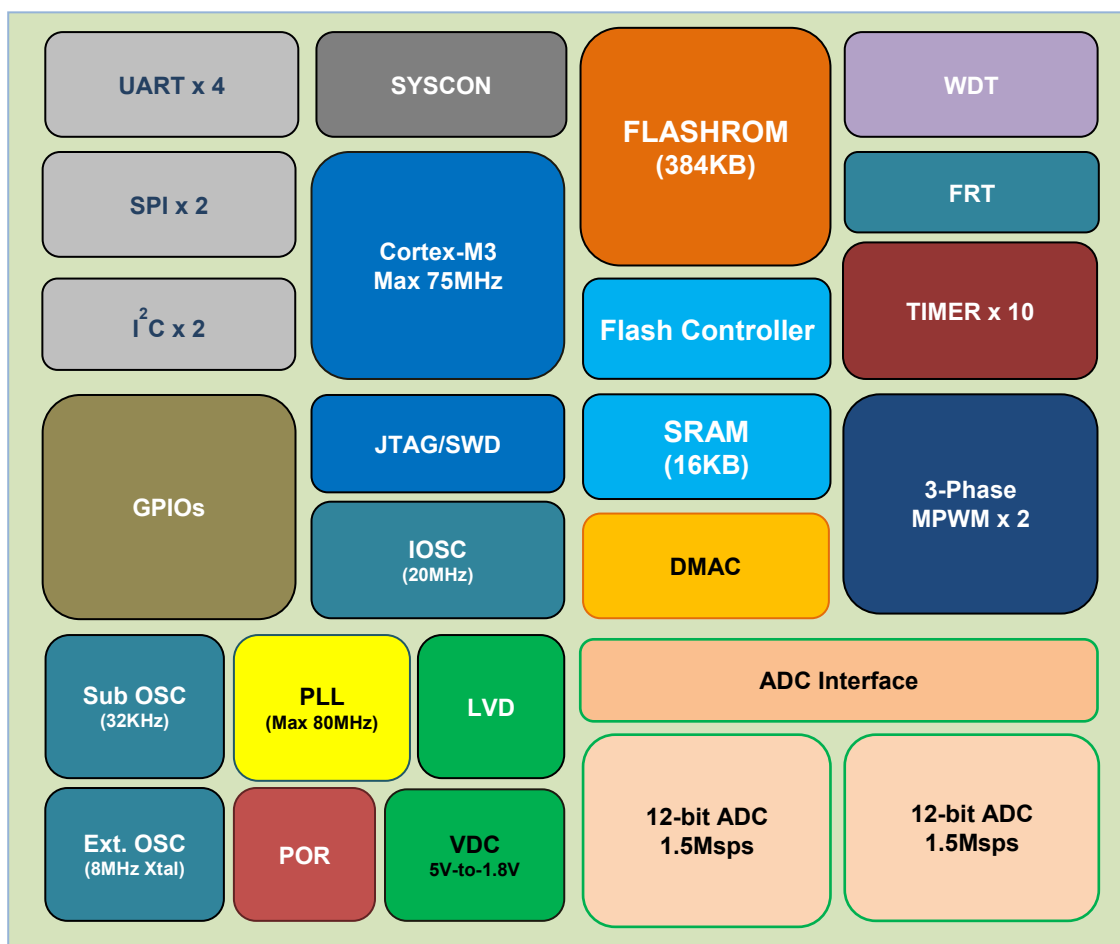 UART x 4
SYSCON
FLASHROM
(384KB)
WDT
SPI x 2
Cortex-M3
Max 75MHz
FRT
I²C x 2
Flash Controller
TIMER x 10
GPIOs
JTAG/SWD
SRAM
(16KB)
3-Phase
MPWM x 2
IOSC
(20MHz)
DMAC
Sub OSC
(32KHz)
PLL
(Max 80MHz)
LVD
ADC Interface
Ext. OSC
(8MHz Xtal)
POR
VDC
5V-to-1.8V
12-bit ADC
1.5Msps
12-bit ADC
1.5Msps